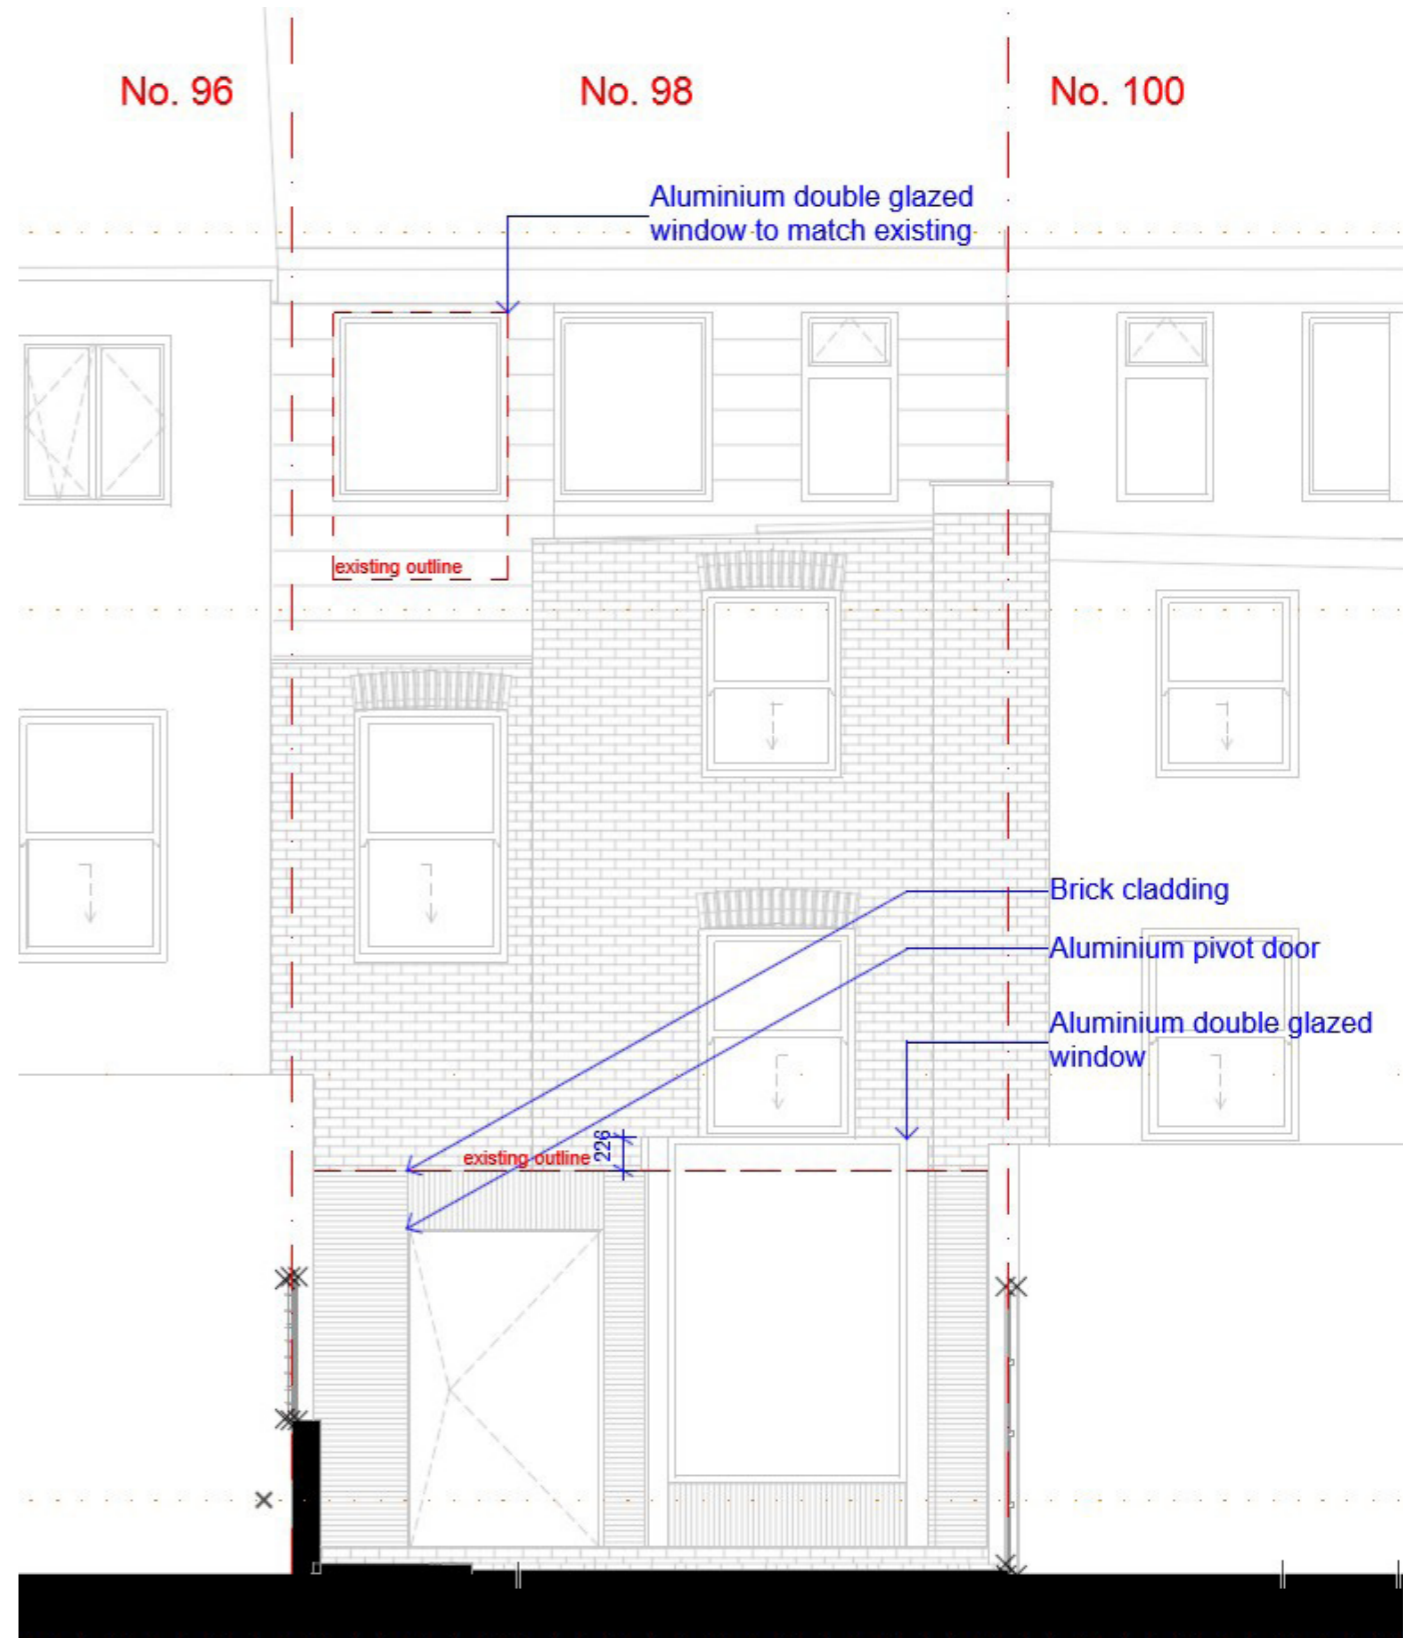 No. 96
No. 98
No. 100
Aluminium double glazed
window to match existing
existing outline
Brick cladding
Aluminium pivot door
Aluminium double glazed
window
226
existing outline